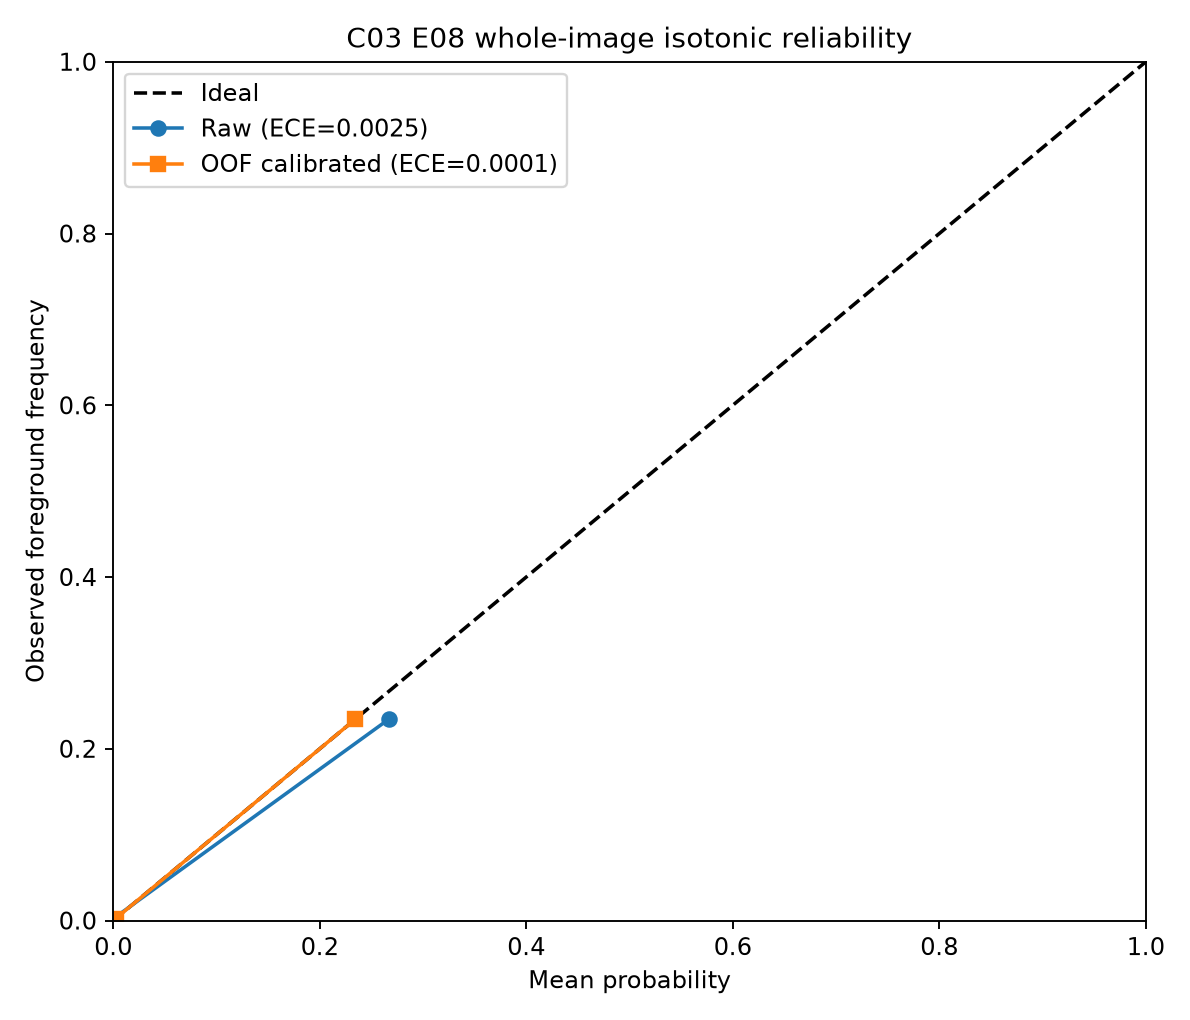 C03 E08 whole-image isotonic reliability
Ideal
Raw (ECE=0.0025)
OOF calibrated (ECE=0.0001)
Observed foreground frequency
1.0
0.8
0.6
0.4
0.2
0.0
0.0 0.2 0.4 0.6 0.8 1.0
Mean probability